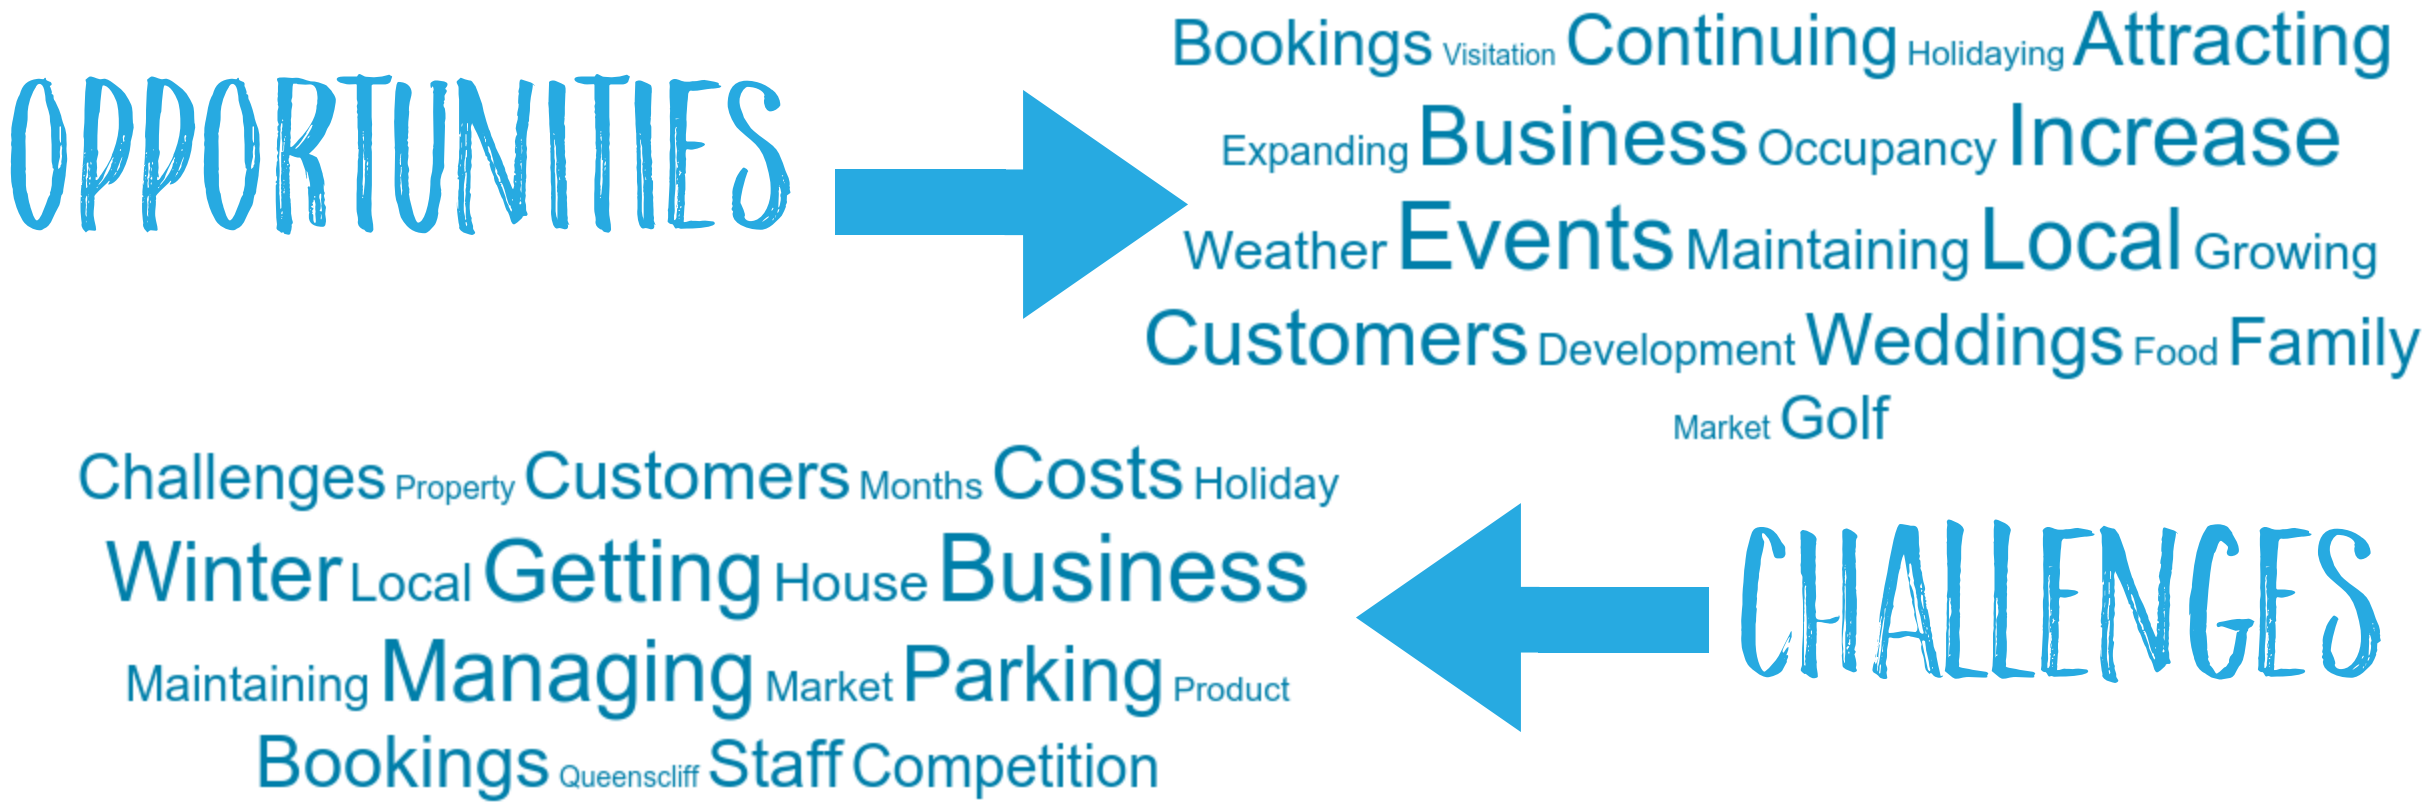 OPPORTUNITIES
Bookings Visitation Continuing Holidaying Attracting
Expanding Business Occupancy Increase
Weather Events Maintaining Local Growing
Customers Development Weddings Food Family
Market Golf
CHALLENGES
Challenges Property Customers Months Costs Holiday
Winter Local Getting House Business
Maintaining Managing Market Parking Product
Bookings Queenscliff Staff Competition